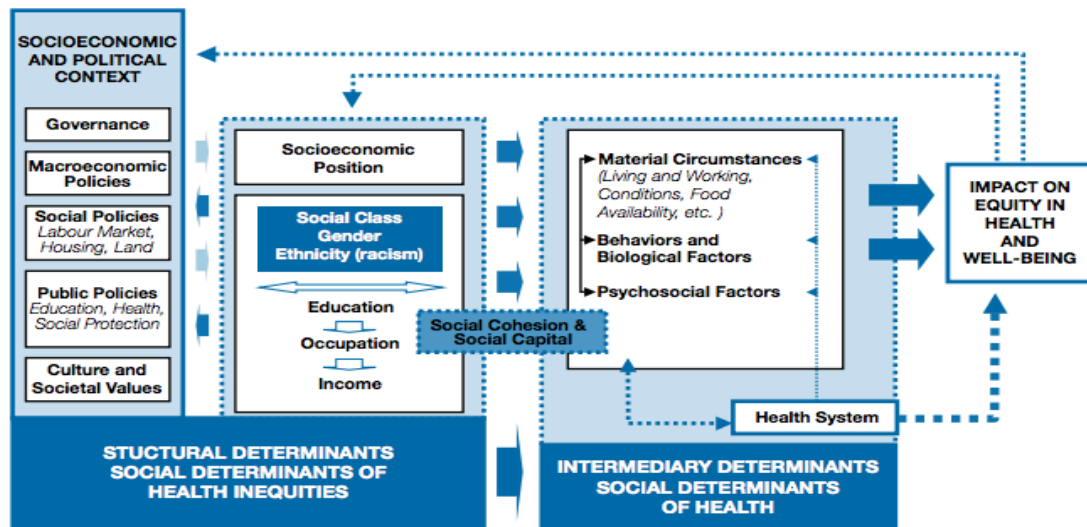 SOCIOECONOMIC
AND POLITICAL
CONTEXT
Governance
Macroeconomic
Policies
Social Policies
Labour Market,
Housing, Land
Public Policies
Education, Health,
Social Protection
Culture and
Societal Values
Socioeconomic
Position
Social Class
Gender
Ethnicity (racism)
Education
Occupation
Income
Social Cohesion &
Social Capital
Material Circumstances
(Living and Working,
Conditions, Food
Availability, etc. )
Behaviors and
Biological Factors
Psychosocial Factors
Health System
IMPACT ON
EQUITY IN
HEALTH
AND
WELL-BEING
STUCTURAL DETERMINANTS
SOCIAL DETERMINANTS OF
HEALTH INEQUITIES
INTERMEDIARY DETERMINANTS
SOCIAL DETERMINANTS
OF HEALTH